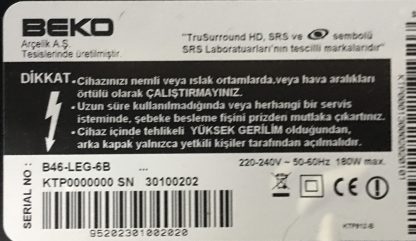 BEKO
Arçelik A.Ş.
Tesislerinde üretilmiştir.
"TruSurround HD, SRS ve sembolü
SRS Laboratuarları'nın tescilli markalarıdır"
DİKKAT - Cihazınızı nemli veya ıslak ortamlarda,veya hava aralıkları
örtülü olarak ÇALIŞTIRMAYINIZ.
- Uzun süre kullanılmadığında veya herhangi bir servis
isteminde, şebeke besleme fişini prizden mutlaka çıkartınız.
- Cihaz içinde tehlikeli YÜKSEK GERİLİM olduğundan,
arka kapak yalnızca yetkili kişiler tarafından açılmalıdır.
SERIAL NO :
B46-LEG-6B ...
220-240V ~ 50-60Hz 180W max.
KTP0000000 SN 30100202
95202301002020
KTP812-B